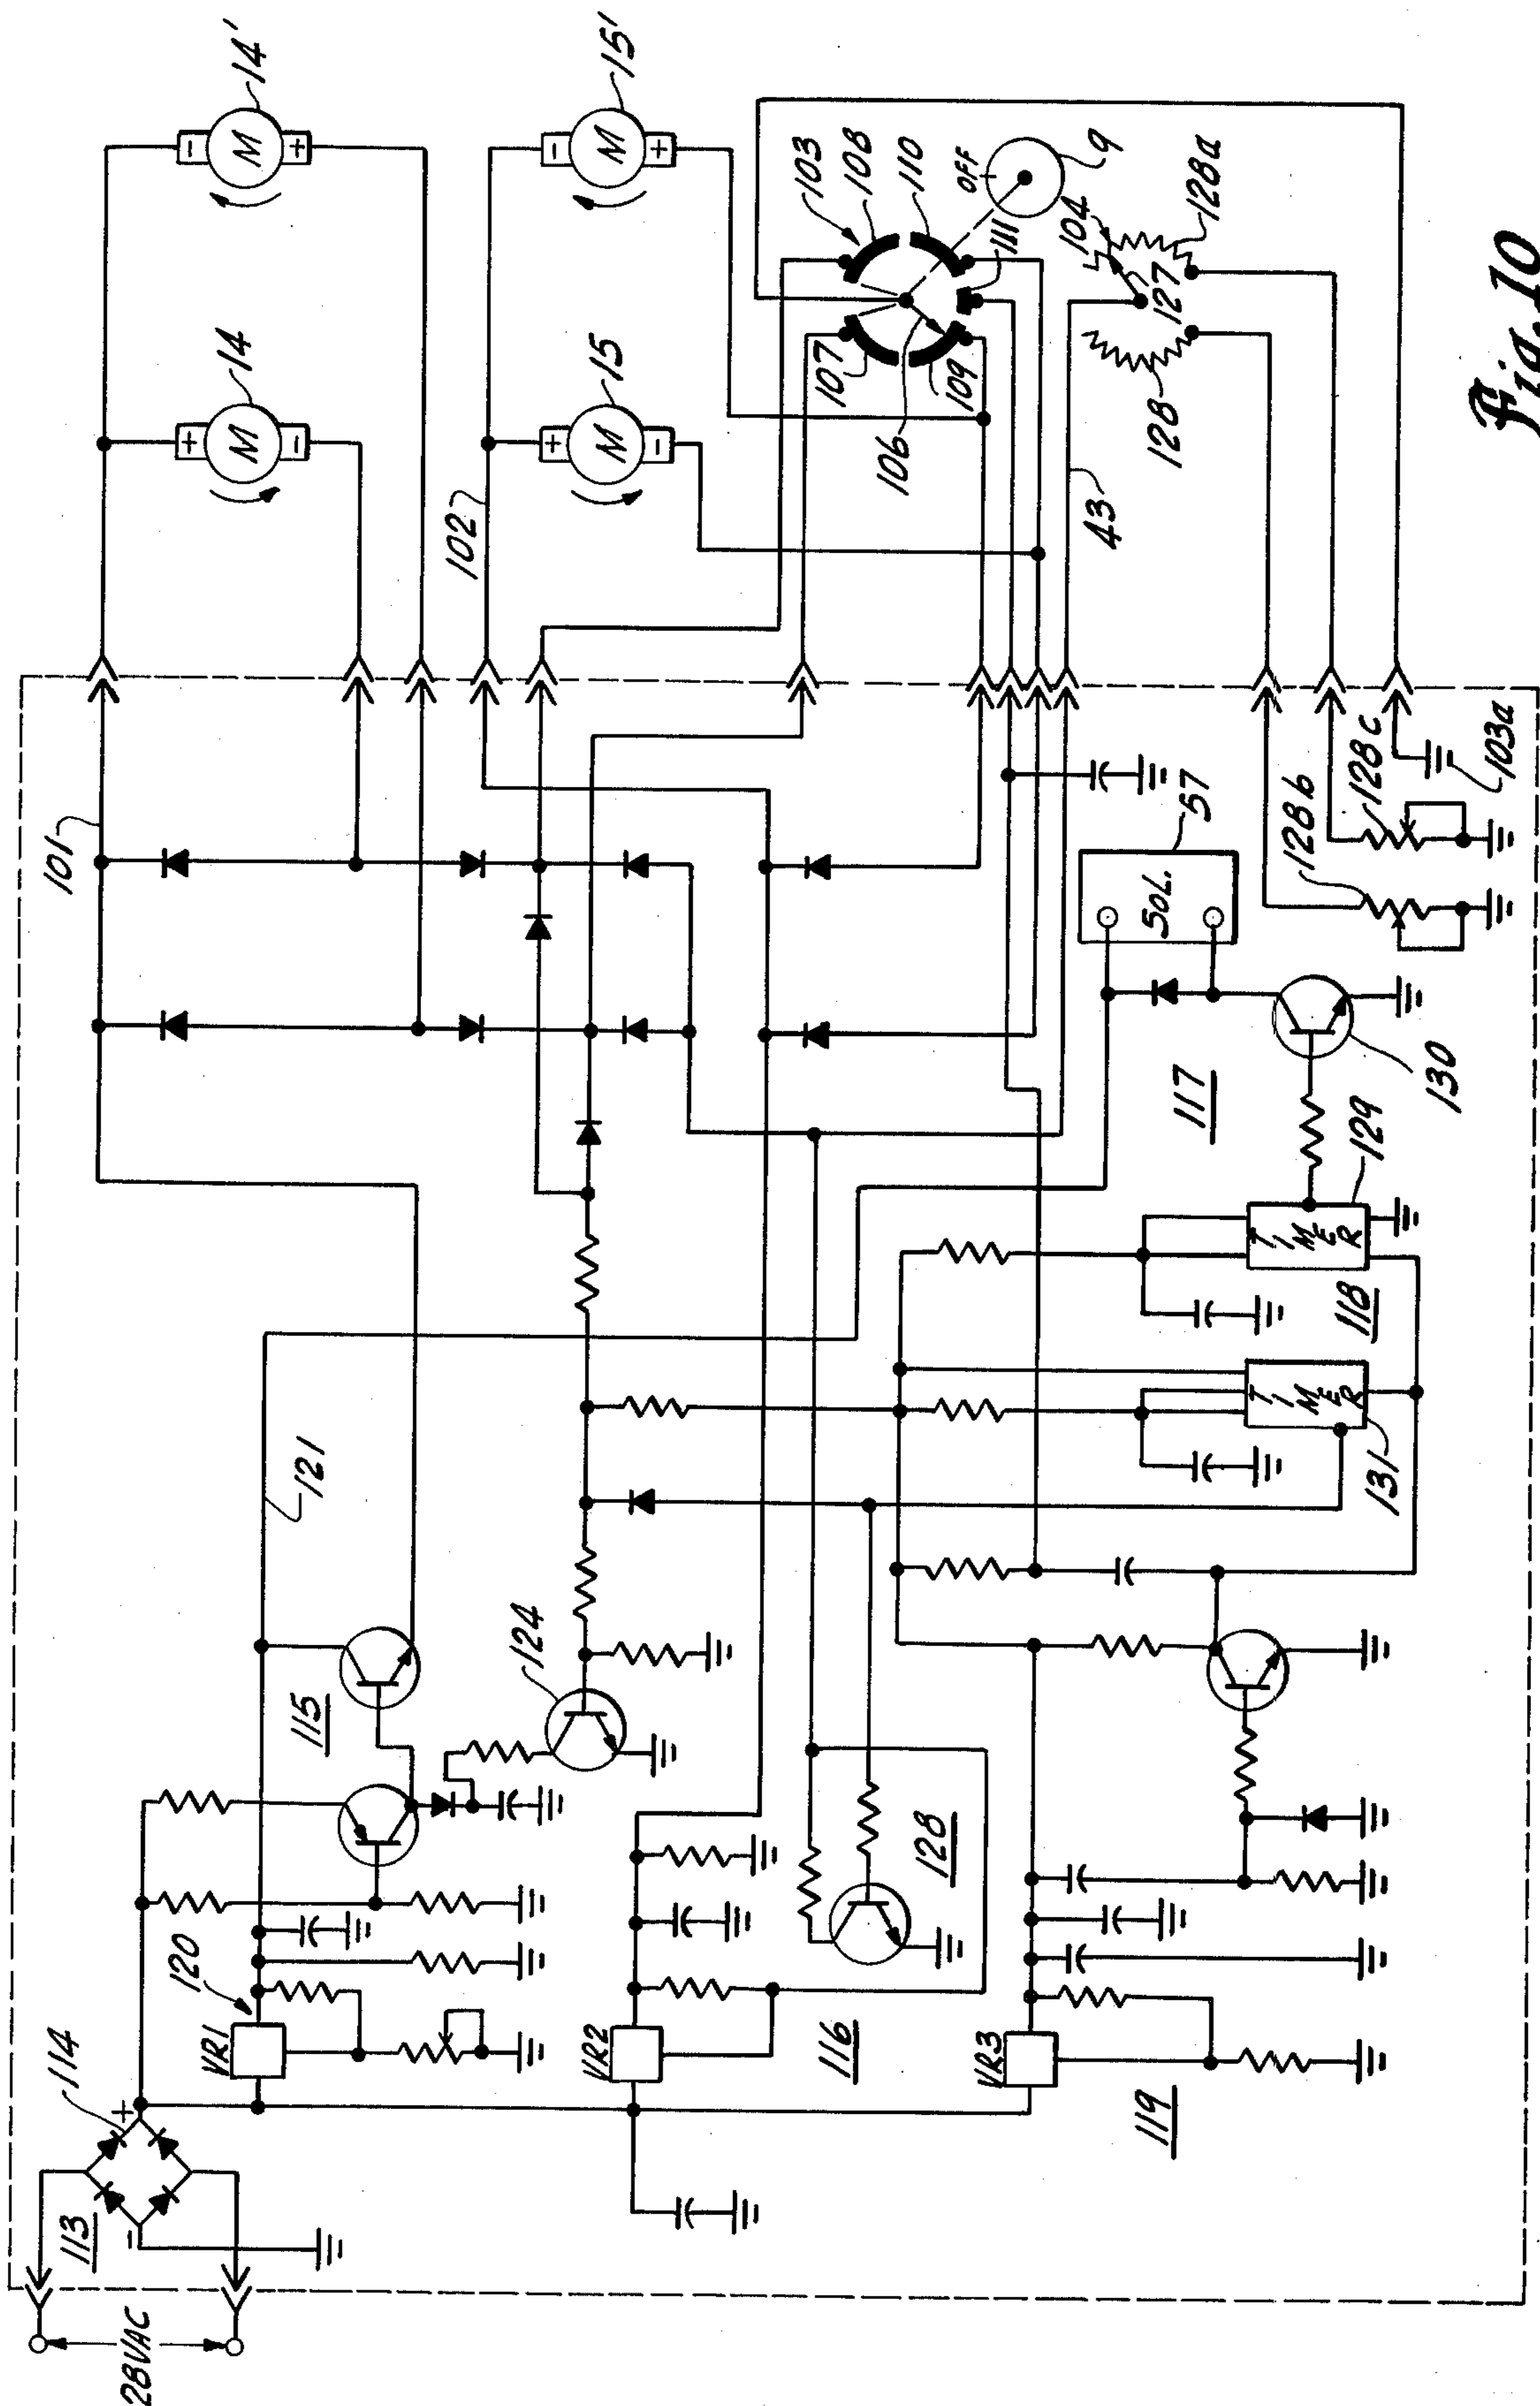 28VAC
113
114
+
-
VR1
120
115
121
101
14
14'
+
M
-
-
M
+
102
15
15'
+
M
-
-
M
+
124
VR2
116
128
103
107
108
109
110
111
106
OFF
9
43
104
127
128
128a
VR3
119
TIMER
131
118
TIMER
129
117
130
SOL.
57
128b
128c
103a
Fig. 10